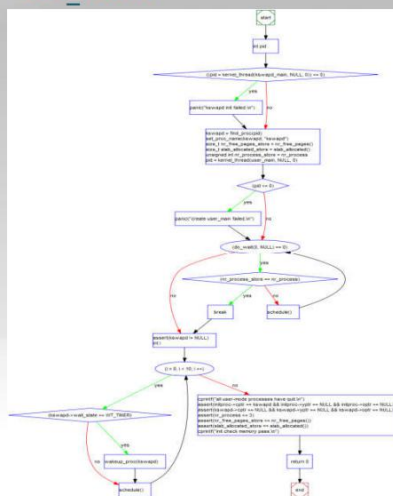 start
int pid
((pid = kernel_thread(kswapd_main, NULL, 0)) <= 0)
yes
no
panic("kswapd init failed.\n")
kswapd = find_proc(pid)
set_proc_name(kswapd, "kswapd")
size_t nr_free_pages_store = nr_free_pages()
size_t slab_allocated_store = slab_allocated()
unsigned int nr_process_store = nr_process
pid = kernel_thread(user_main, NULL, 0)
(pid <= 0)
yes
no
panic("create user_main failed.\n")
(do_wait(0, NULL) == 0)
yes
no
(nr_process_store == nr_process)
yes
no
break
schedule()
assert(kswapd != NULL)
int i
(i = 0, i < 10, i ++)
yes
no
(kswapd->wait_state == WT_TIMER)
yes
no
wakeup_proc(kswapd)
schedule()
cprintf("all user-mode processes have quit.\n")
assert(initproc->cptr == kswapd && initproc->yptr == NULL && initproc->optr == NULL)
assert(kswapd->cptr == NULL && kswapd->yptr == NULL && kswapd->optr == NULL)
assert(nr_process == 3)
assert(nr_free_pages_store == nr_free_pages())
assert(slab_allocated_store == slab_allocated())
cprintf("init check memory pass.\n")
return 0
end